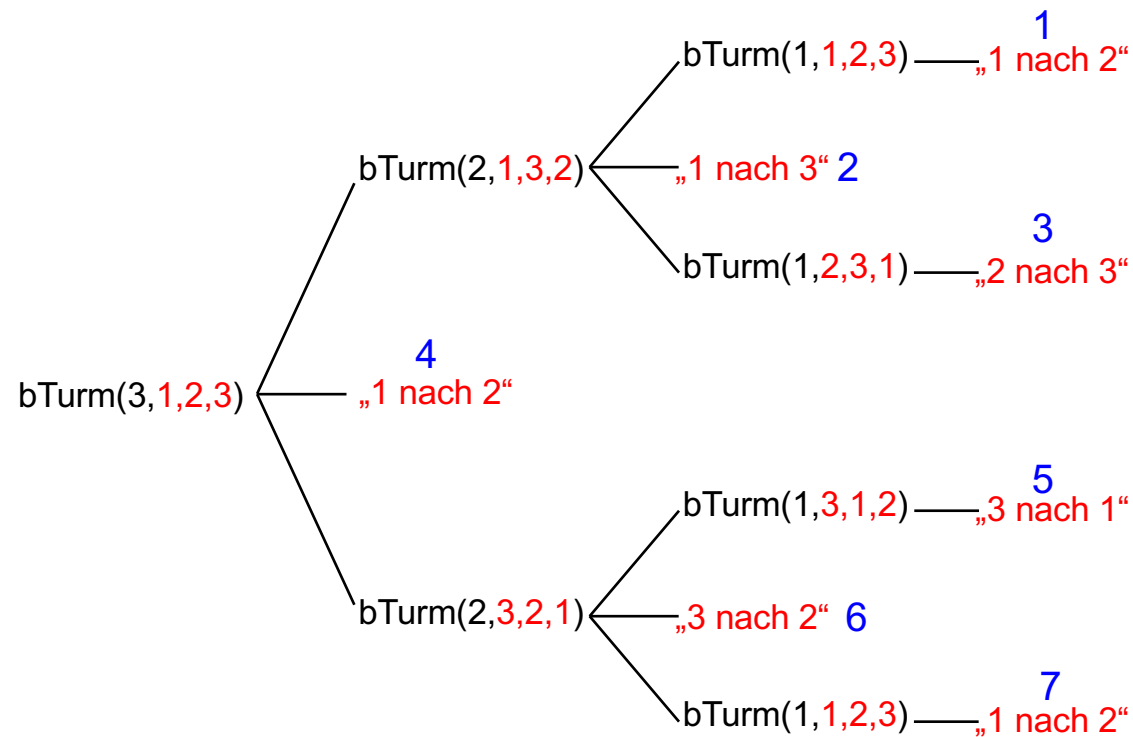 1
bTurm(1,1,2,3) „1 nach 2“
bTurm(2,1,3,2) „1 nach 3“ 2
3
bTurm(1,2,3,1) „2 nach 3“
4
bTurm(3,1,2,3) „1 nach 2“
5
bTurm(1,3,1,2) „3 nach 1“
bTurm(2,3,2,1) „3 nach 2“ 6
7
bTurm(1,1,2,3) „1 nach 2“